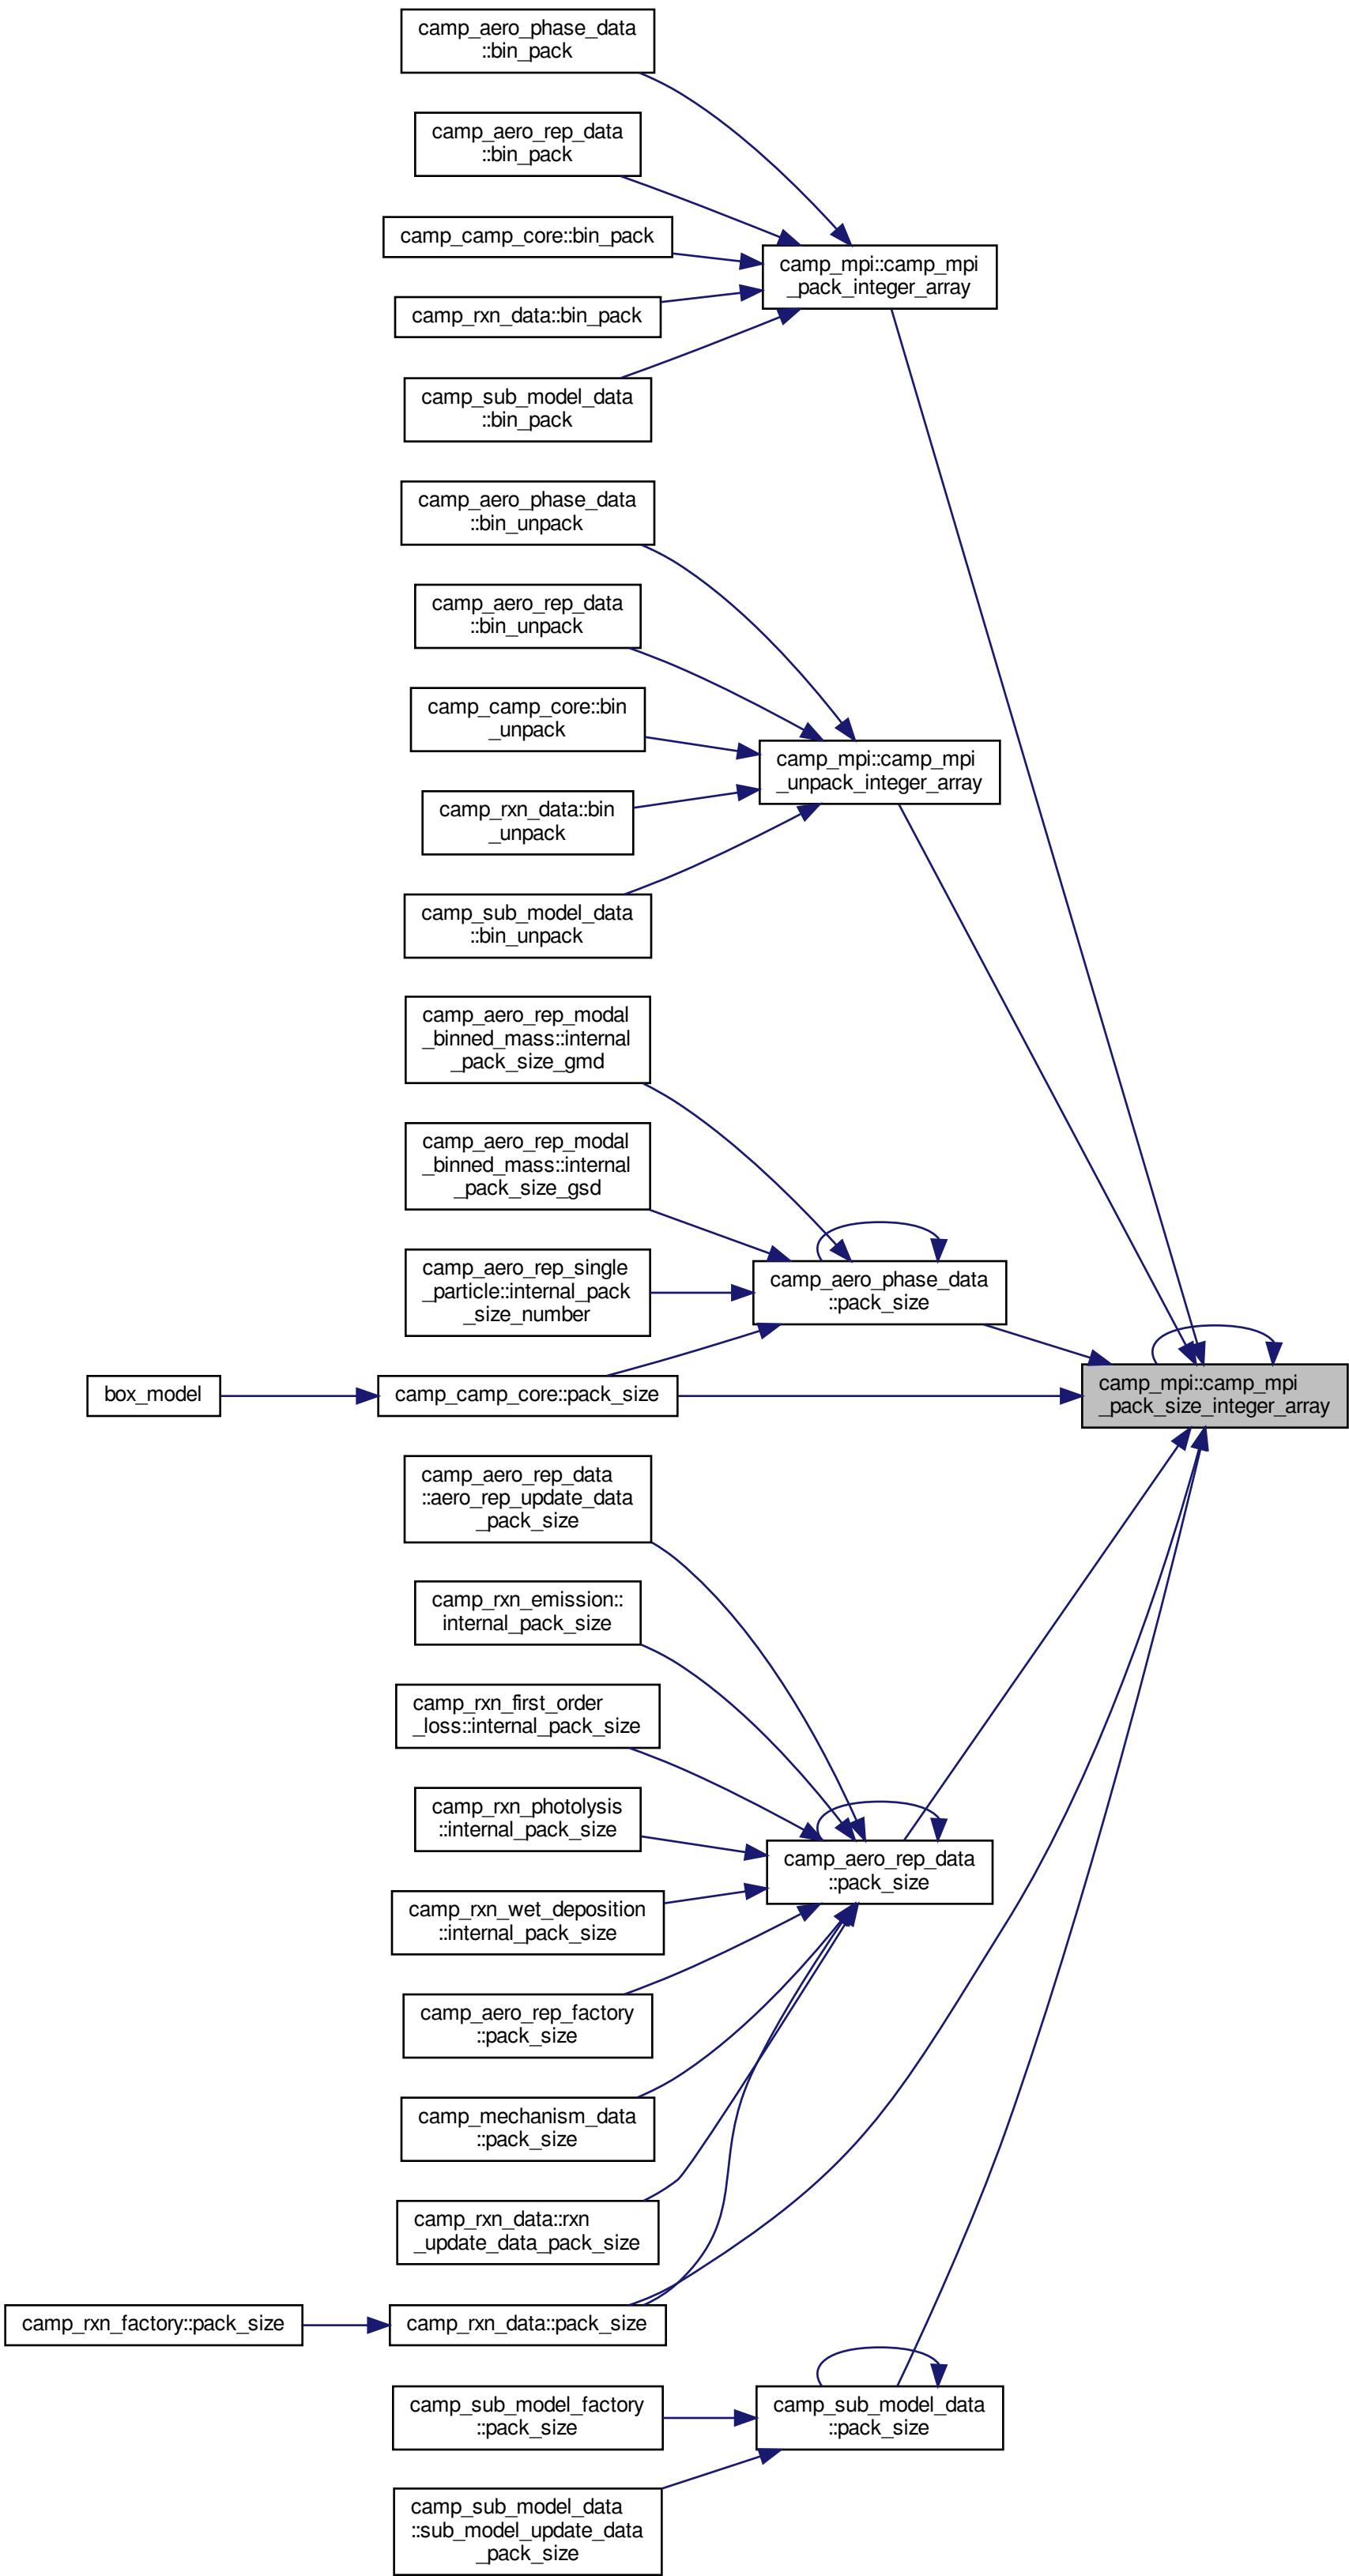 camp_aero_phase_data
::bin_pack
camp_aero_rep_data
::bin_pack
camp_camp_core::bin_pack
camp_mpi::camp_mpi
_pack_integer_array
camp_rxn_data::bin_pack
camp_sub_model_data
::bin_pack
camp_aero_phase_data
::bin_unpack
camp_aero_rep_data
::bin_unpack
camp_camp_core::bin
_unpack
camp_mpi::camp_mpi
_unpack_integer_array
camp_rxn_data::bin
_unpack
camp_sub_model_data
::bin_unpack
camp_aero_rep_modal
_binned_mass::internal
_pack_size_gmd
camp_aero_rep_modal
_binned_mass::internal
_pack_size_gsd
camp_aero_rep_single
_particle::internal_pack
_size_number
camp_aero_phase_data
::pack_size
box_model
camp_camp_core::pack_size
camp_mpi::camp_mpi
_pack_size_integer_array
camp_aero_rep_data
::aero_rep_update_data
_pack_size
camp_rxn_emission::
internal_pack_size
camp_rxn_first_order
_loss::internal_pack_size
camp_rxn_photolysis
::internal_pack_size
camp_aero_rep_data
::pack_size
camp_rxn_wet_deposition
::internal_pack_size
camp_aero_rep_factory
::pack_size
camp_mechanism_data
::pack_size
camp_rxn_data::rxn
_update_data_pack_size
camp_rxn_factory::pack_size
camp_rxn_data::pack_size
camp_sub_model_factory
::pack_size
camp_sub_model_data
::pack_size
camp_sub_model_data
::sub_model_update_data
_pack_size